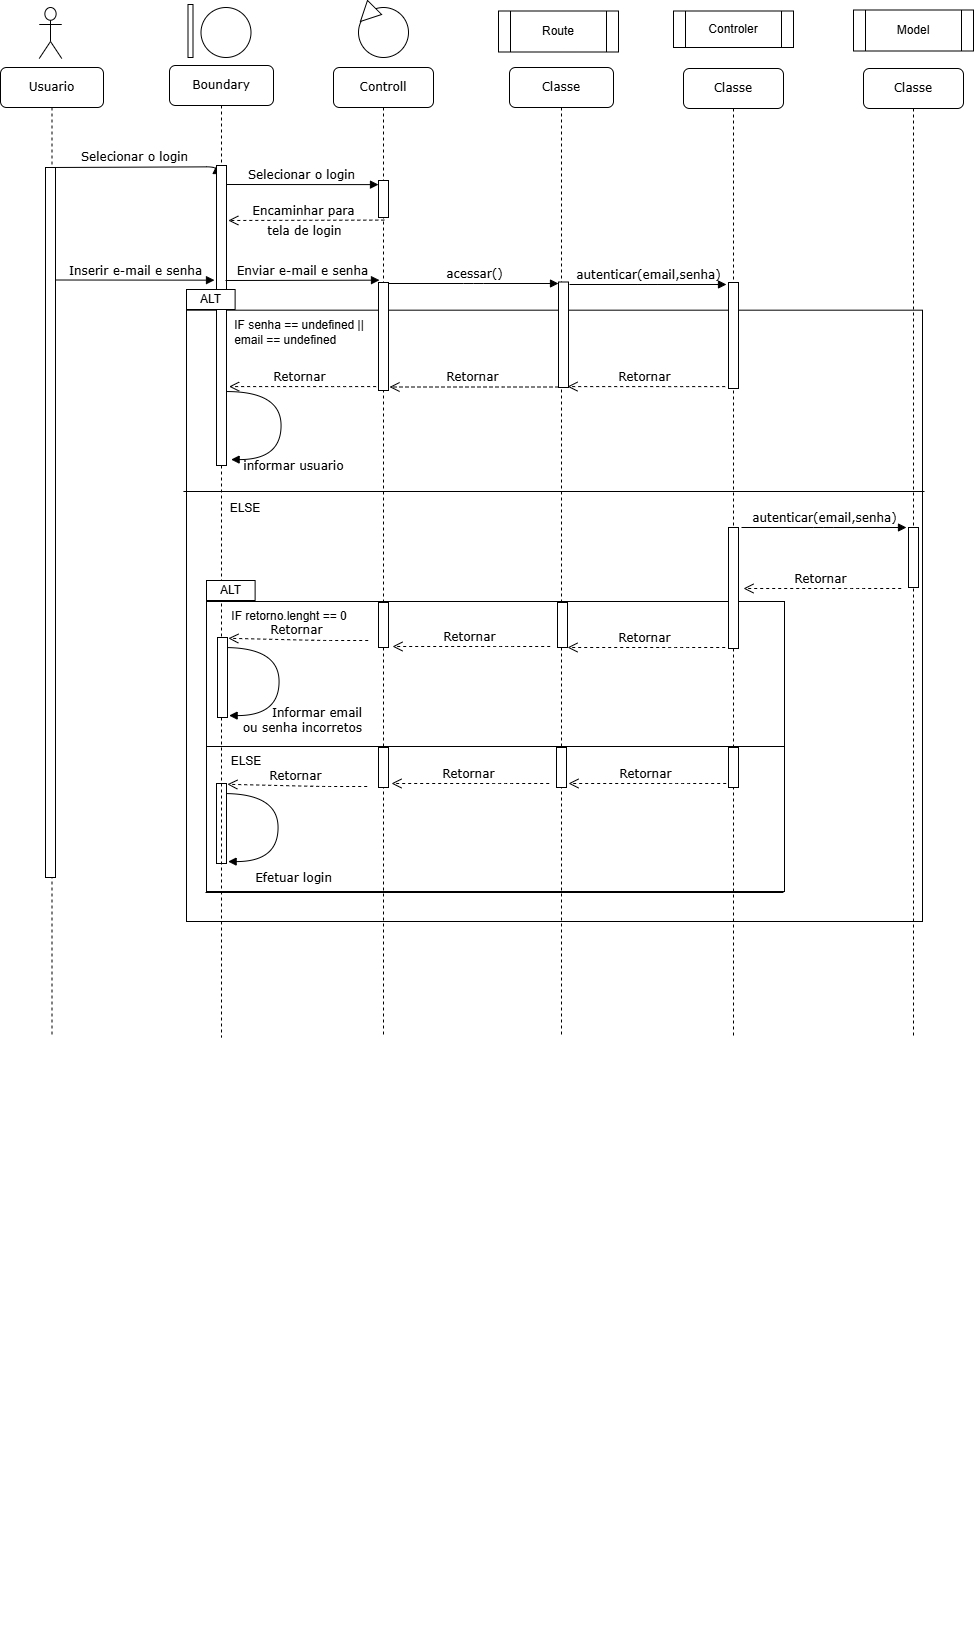 Route
Controler
Model
Usuario
Boundary
Controll
Classe
Classe
Classe
Selecionar o login
Selecionar o login
Encaminhar para
tela de login
Inserir e-mail e senha
Enviar e-mail e senha
acessar()
autenticar(email,senha)
ALT
IF senha == undefined ||
email == undefined
Retornar
Retornar
Retornar
informar usuario
ELSE
autenticar(email,senha)
Retornar
ALT
IF retorno.lenght == 0
Retornar
Retornar
Retornar
Informar email
ou senha incorretos
ELSE
Retornar
Retornar
Retornar
Efetuar login